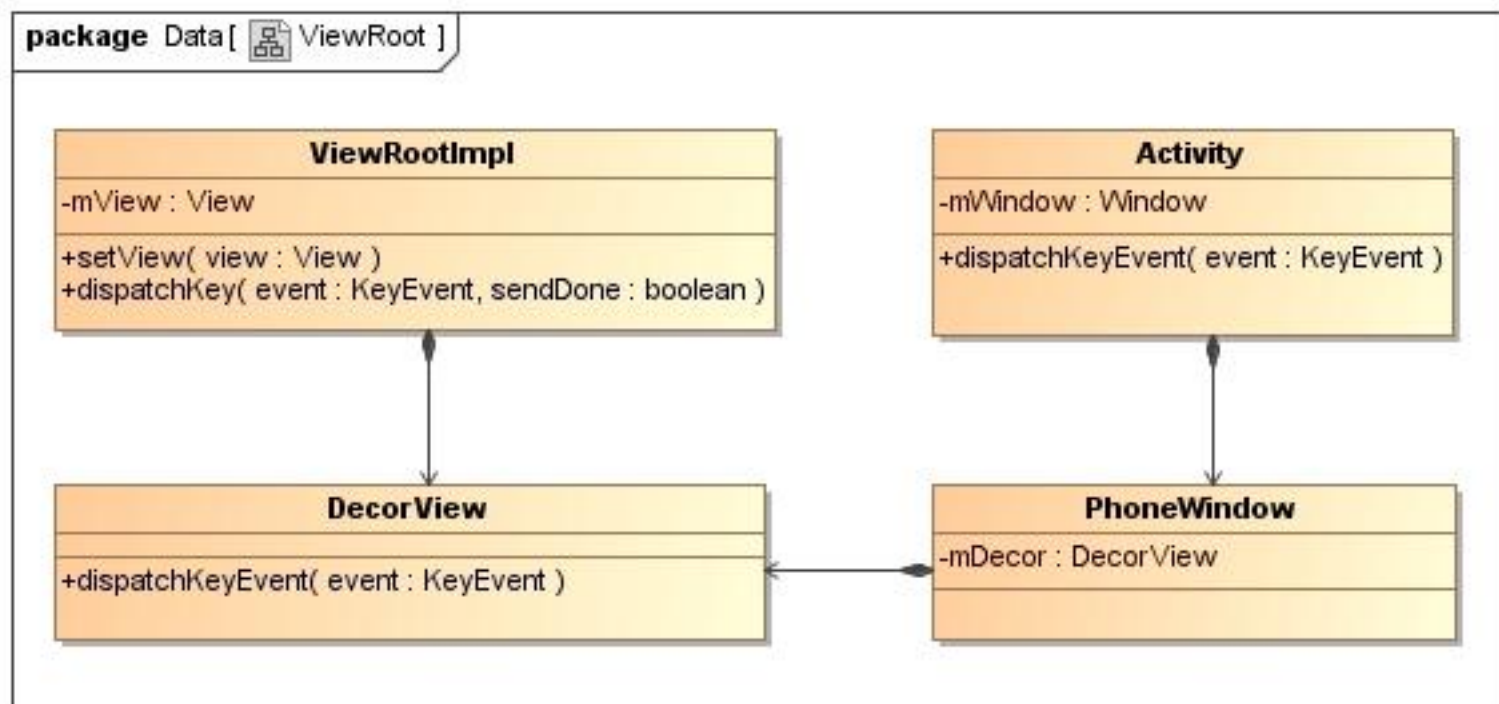 package Data[ ViewRoot ]
ViewRootImpl
-mView : View
+setView( view : View )
+dispatchKey( event : KeyEvent, sendDone : boolean )
Activity
-mWindow : Window
+dispatchKeyEvent( event : KeyEvent )
DecorView
+dispatchKeyEvent( event : KeyEvent )
PhoneWindow
-mDecor : DecorView